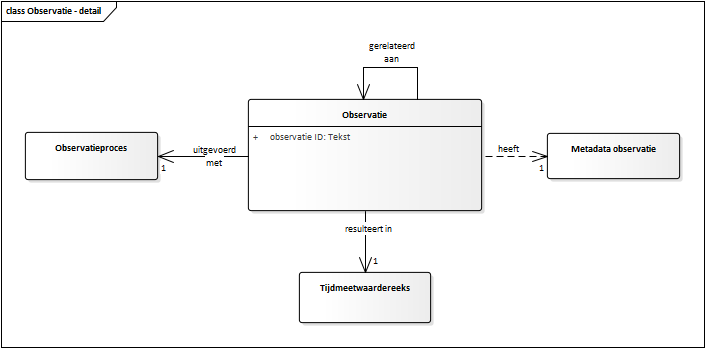 class Observatie - detail
gerelateerd
aan
Observatie
+ observatie ID: Tekst
Observatieproces
uitgevoerd
met
1
heeft
1
Metadata observatie
resulteert in
1
Tijdmeetwaardereeks